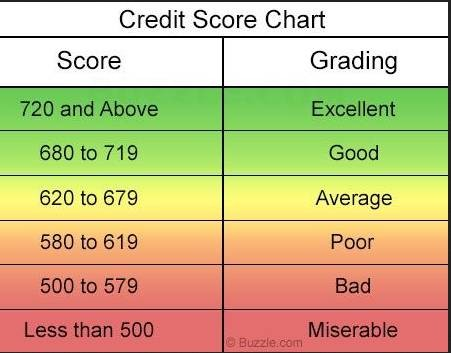 Credit Score Chart
Score Grading
720 and Above Excellent
680 to 719 Good
620 to 679 Average
580 to 619 Poor
500 to 579 Bad
Less than 500 Miserable
© Buzzle.com